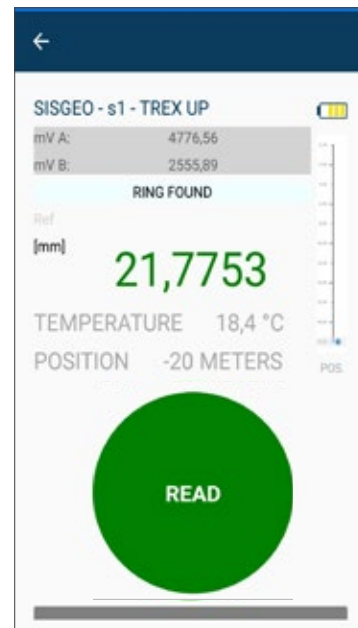 SISGEO - s1 - TREX UP
mV A: 4776,56
mV B: 2555,89
RING FOUND
Ref
[mm]
21,7753
TEMPERATURE 18,4 °C
POSITION -20 METERS
POS.
READ